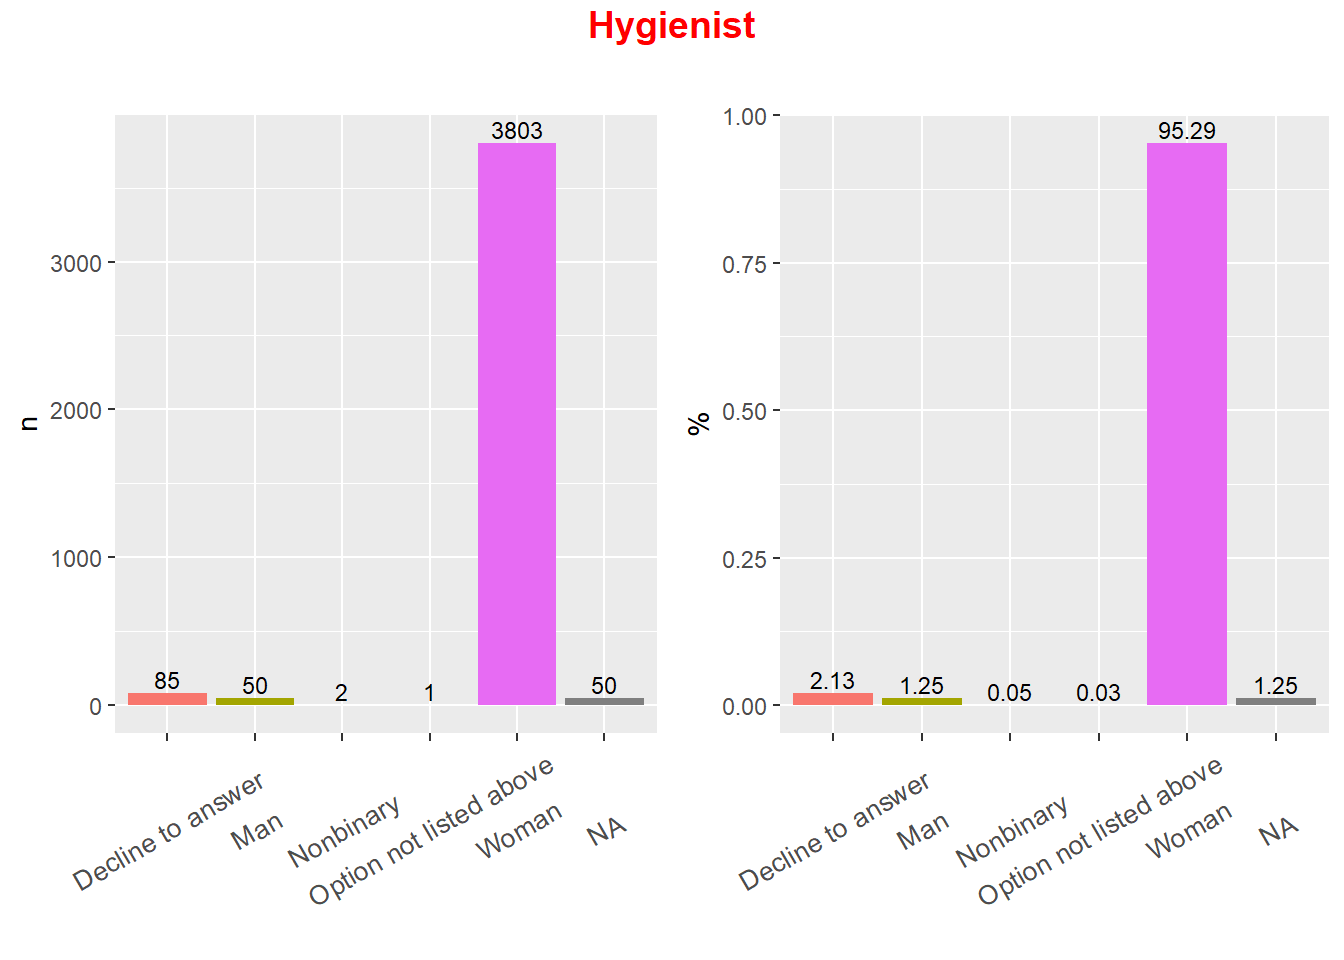 Hygienist
n
3000
2000
1000
0
85
50
2
1
3803
50
Decline to answer
Man
Nonbinary
Option not listed above
Woman
NA
%
1.00
0.75
0.50
0.25
0.00
2.13
1.25
0.05
0.03
95.29
1.25
Decline to answer
Man
Nonbinary
Option not listed above
Woman
NA